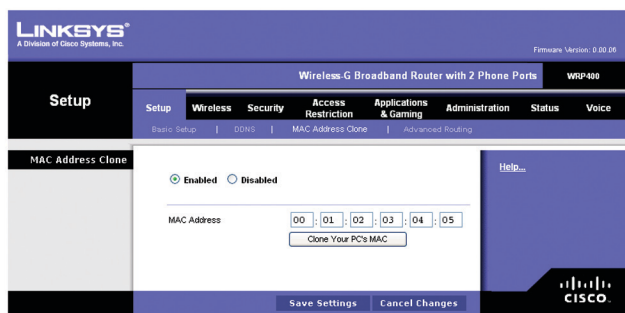 LINKSYS®
A Division of Cisco Systems, Inc.
Firmware Version: 0.00.06
Wireless-G Broadband Router with 2 Phone Ports WRP400
Setup
Setup Wireless Security Access Restriction Applications & Gaming Administration Status Voice
Basic Setup | DDNS | MAC Address Clone | Advanced Routing
MAC Address Clone
Enabled Disabled
Help...
MAC Address 00 : 01 : 02 : 03 : 04 : 05
Clone Your PC's MAC
Save Settings Cancel Changes
CISCO.